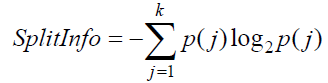 SplitInfo = −∑_{j=1}^{k} p(j) log₂ p(j)